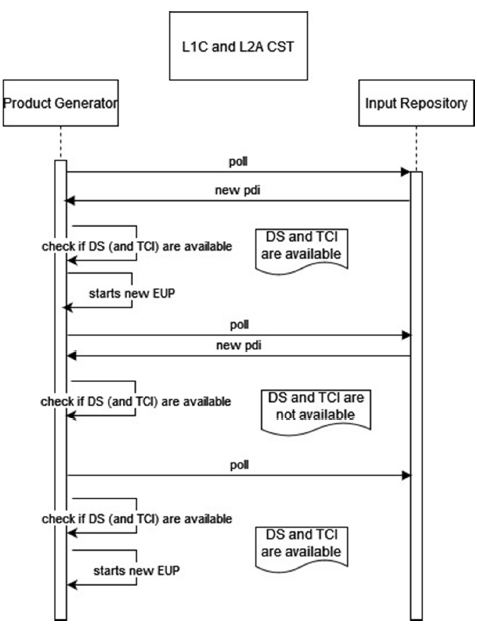 L1C and L2A CST
Product Generator
Input Repository
poll
new pdi
check if DS (and TCI) are available
DS and TCI
are available
starts new EUP
poll
new pdi
check if DS (and TCI) are available
DS and TCI are
not available
poll
check if DS (and TCI) are available
DS and TCI
are available
starts new EUP